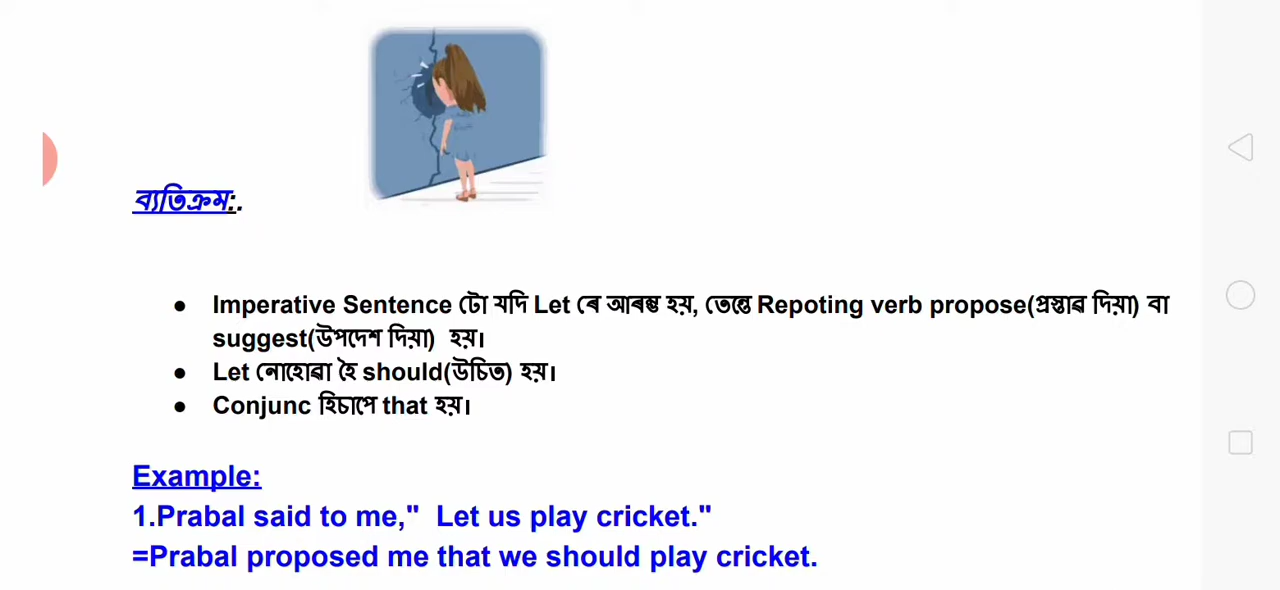 ব্যতিক্ৰম:.
● Imperative Sentence টো যদি Let ৰে আৰম্ভ হয়, তেন্তে Repoting verb propose(প্ৰস্তাৱ দিয়া) বা
suggest(উপদেশ দিয়া) হয়।
● Let নোহোৱা হৈ should(উচিত) হয়।
● Conjunc হিচাপে that হয়।
Example:
1.Prabal said to me," Let us play cricket."
=Prabal proposed me that we should play cricket.